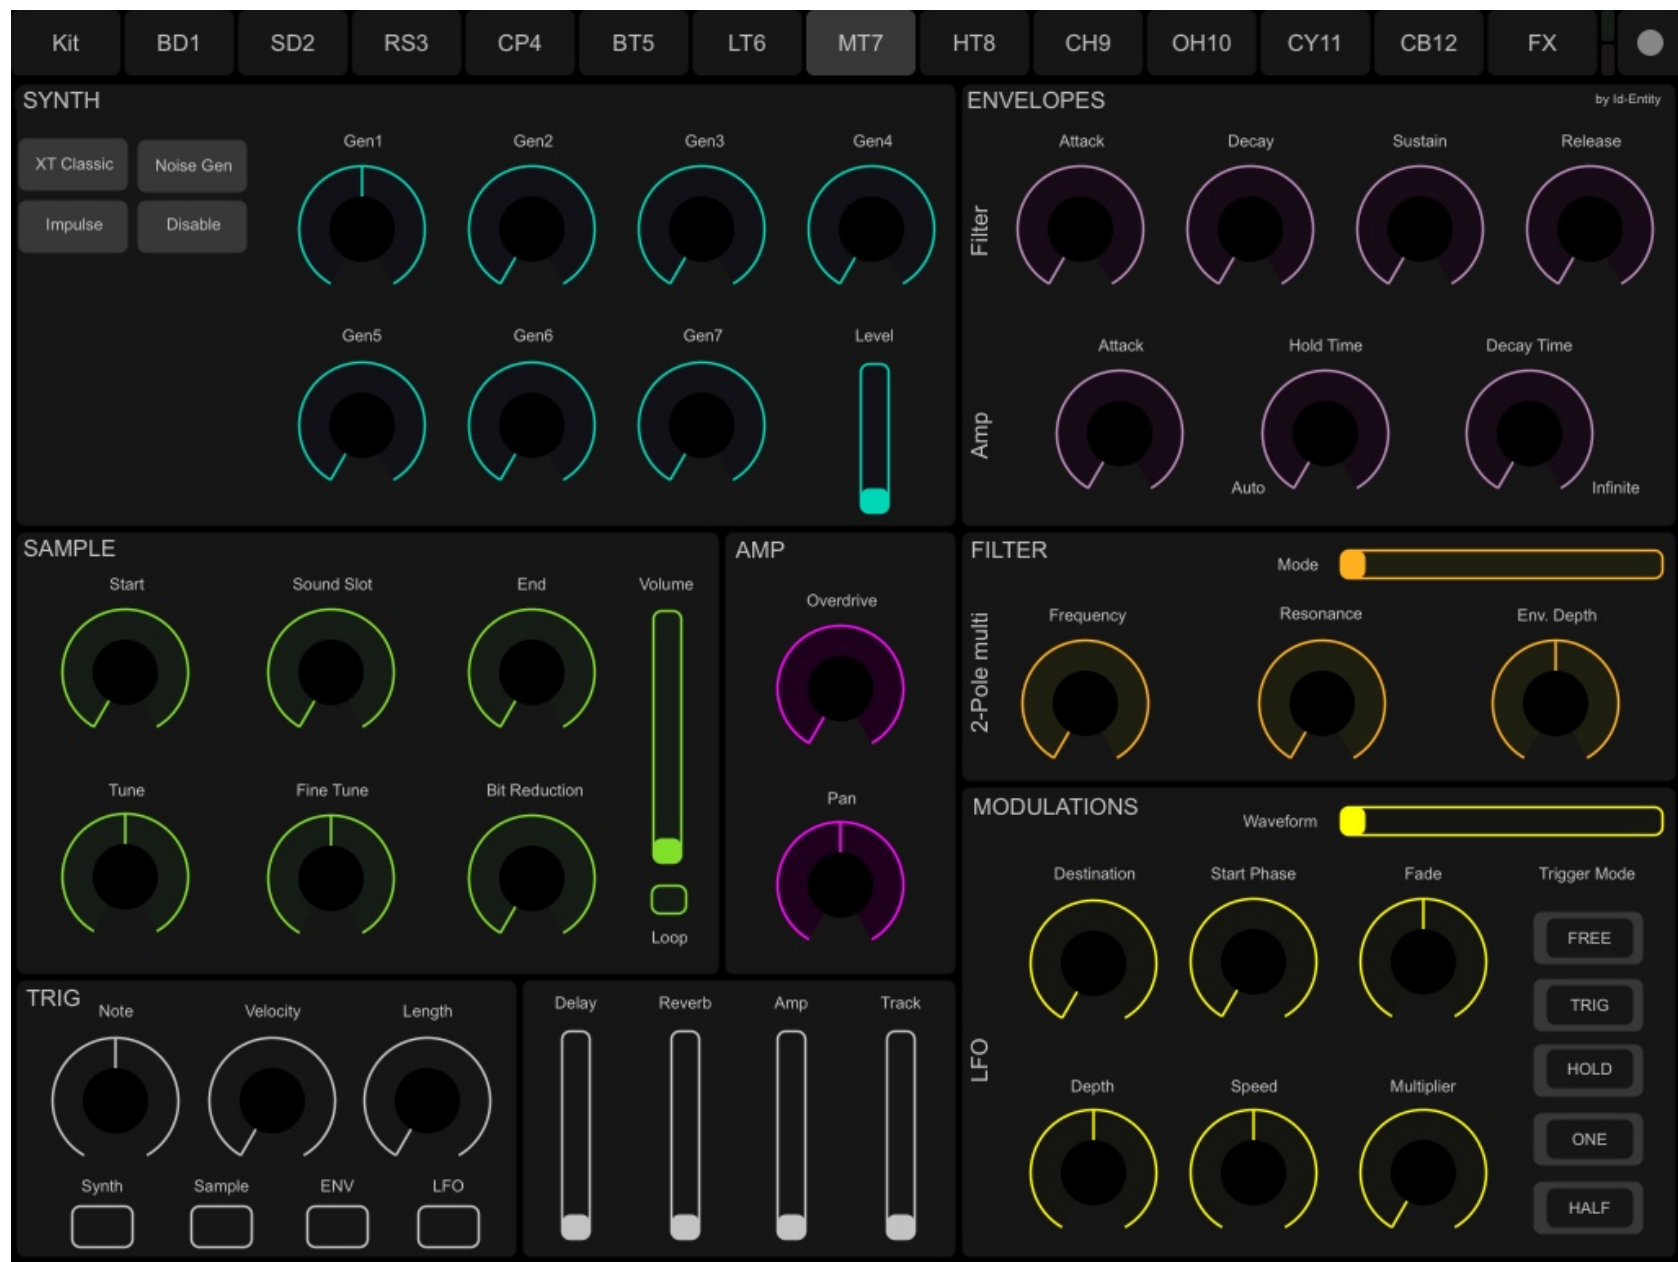 Kit BD1 SD2 RS3 CP4 BT5 LT6 MT7 HT8 CH9 OH10 CY11 CB12 FX
SYNTH
XT Classic Noise Gen
Impulse Disable
Gen1 Gen2 Gen3 Gen4
Gen5 Gen6 Gen7 Level
ENVELOPES by Id-Entity
Filter
Attack Decay Sustain Release
Amp
Attack Hold Time Decay Time
Auto Infinite
SAMPLE
Start Sound Slot End Volume
Tune Fine Tune Bit Reduction
Loop
AMP
Overdrive
Pan
FILTER
Mode
2-Pole multi
Frequency Resonance Env. Depth
TRIG
Note Velocity Length
Synth Sample ENV LFO
Delay Reverb Amp Track
MODULATIONS
Waveform
LFO
Destination Start Phase Fade Trigger Mode
Depth Speed Multiplier
FREE
TRIG
HOLD
ONE
HALF